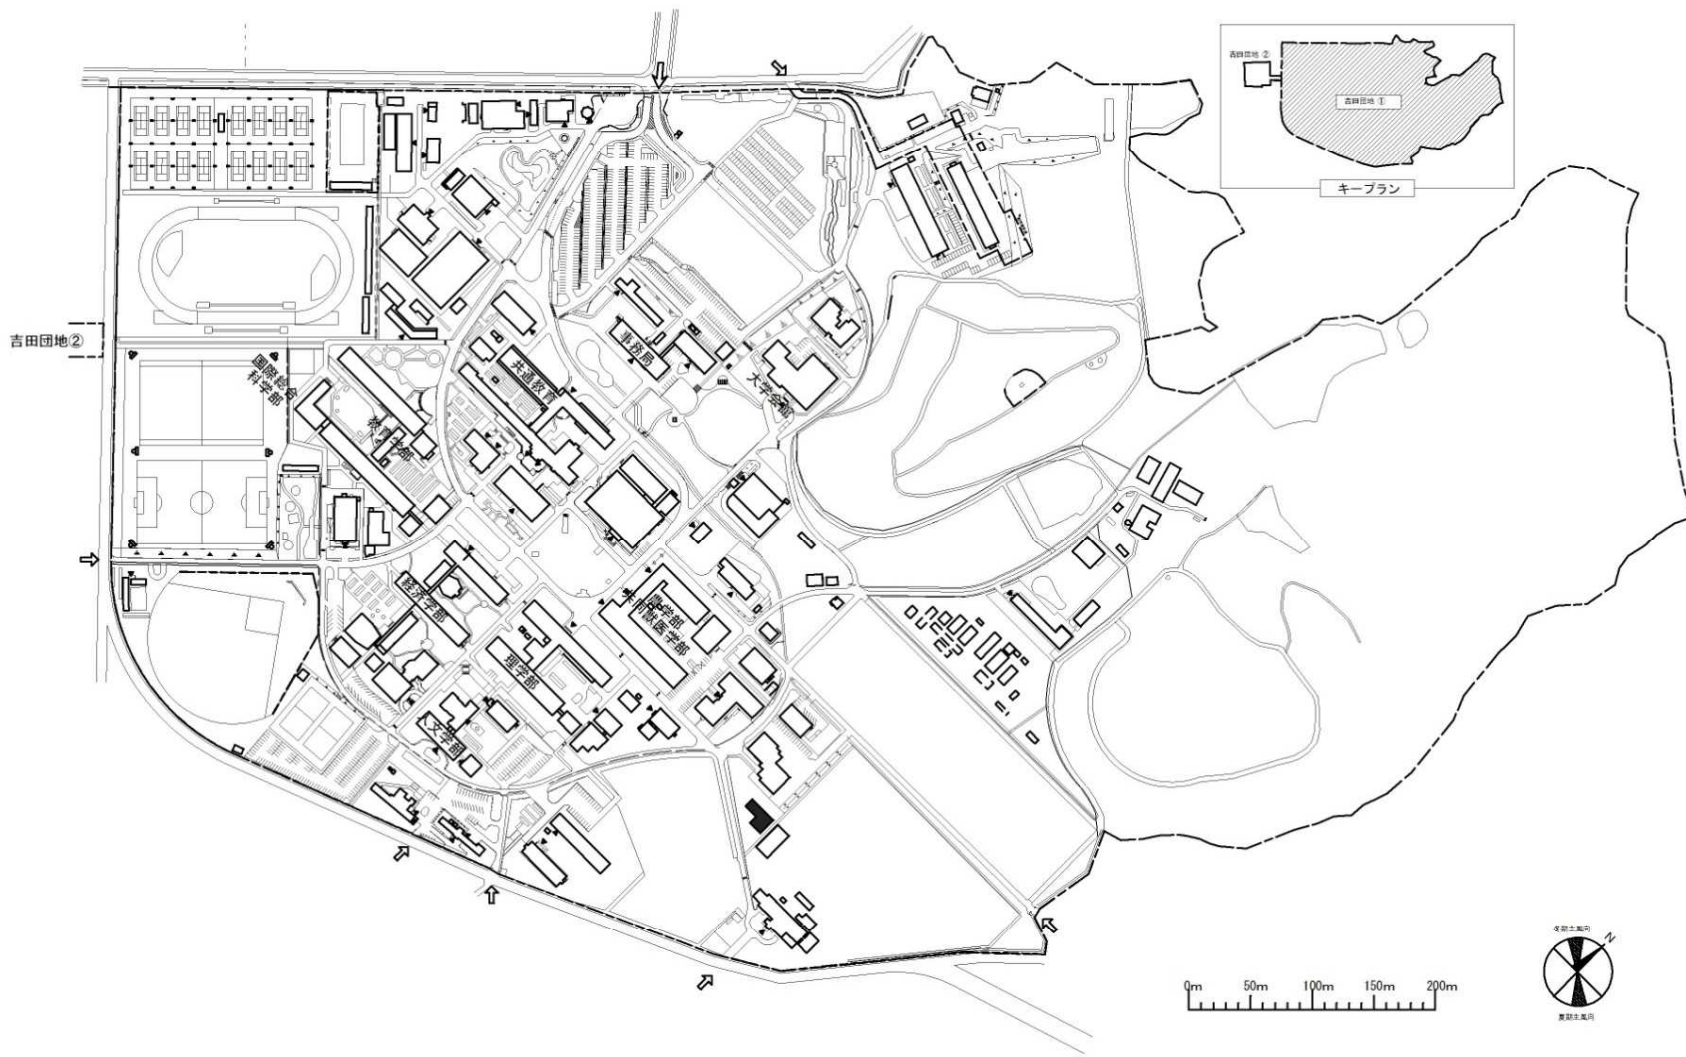 吉田団地 ②
吉田団地 ①
キープラン
吉田団地②
国際総合
科学部
教育学部
共通教育
事務局
大学会館
経済学部
農学部
共同獣医学部
理学部
人文学部
0m 50m 100m 150m 200m
冬期主風向
N
夏期主風向